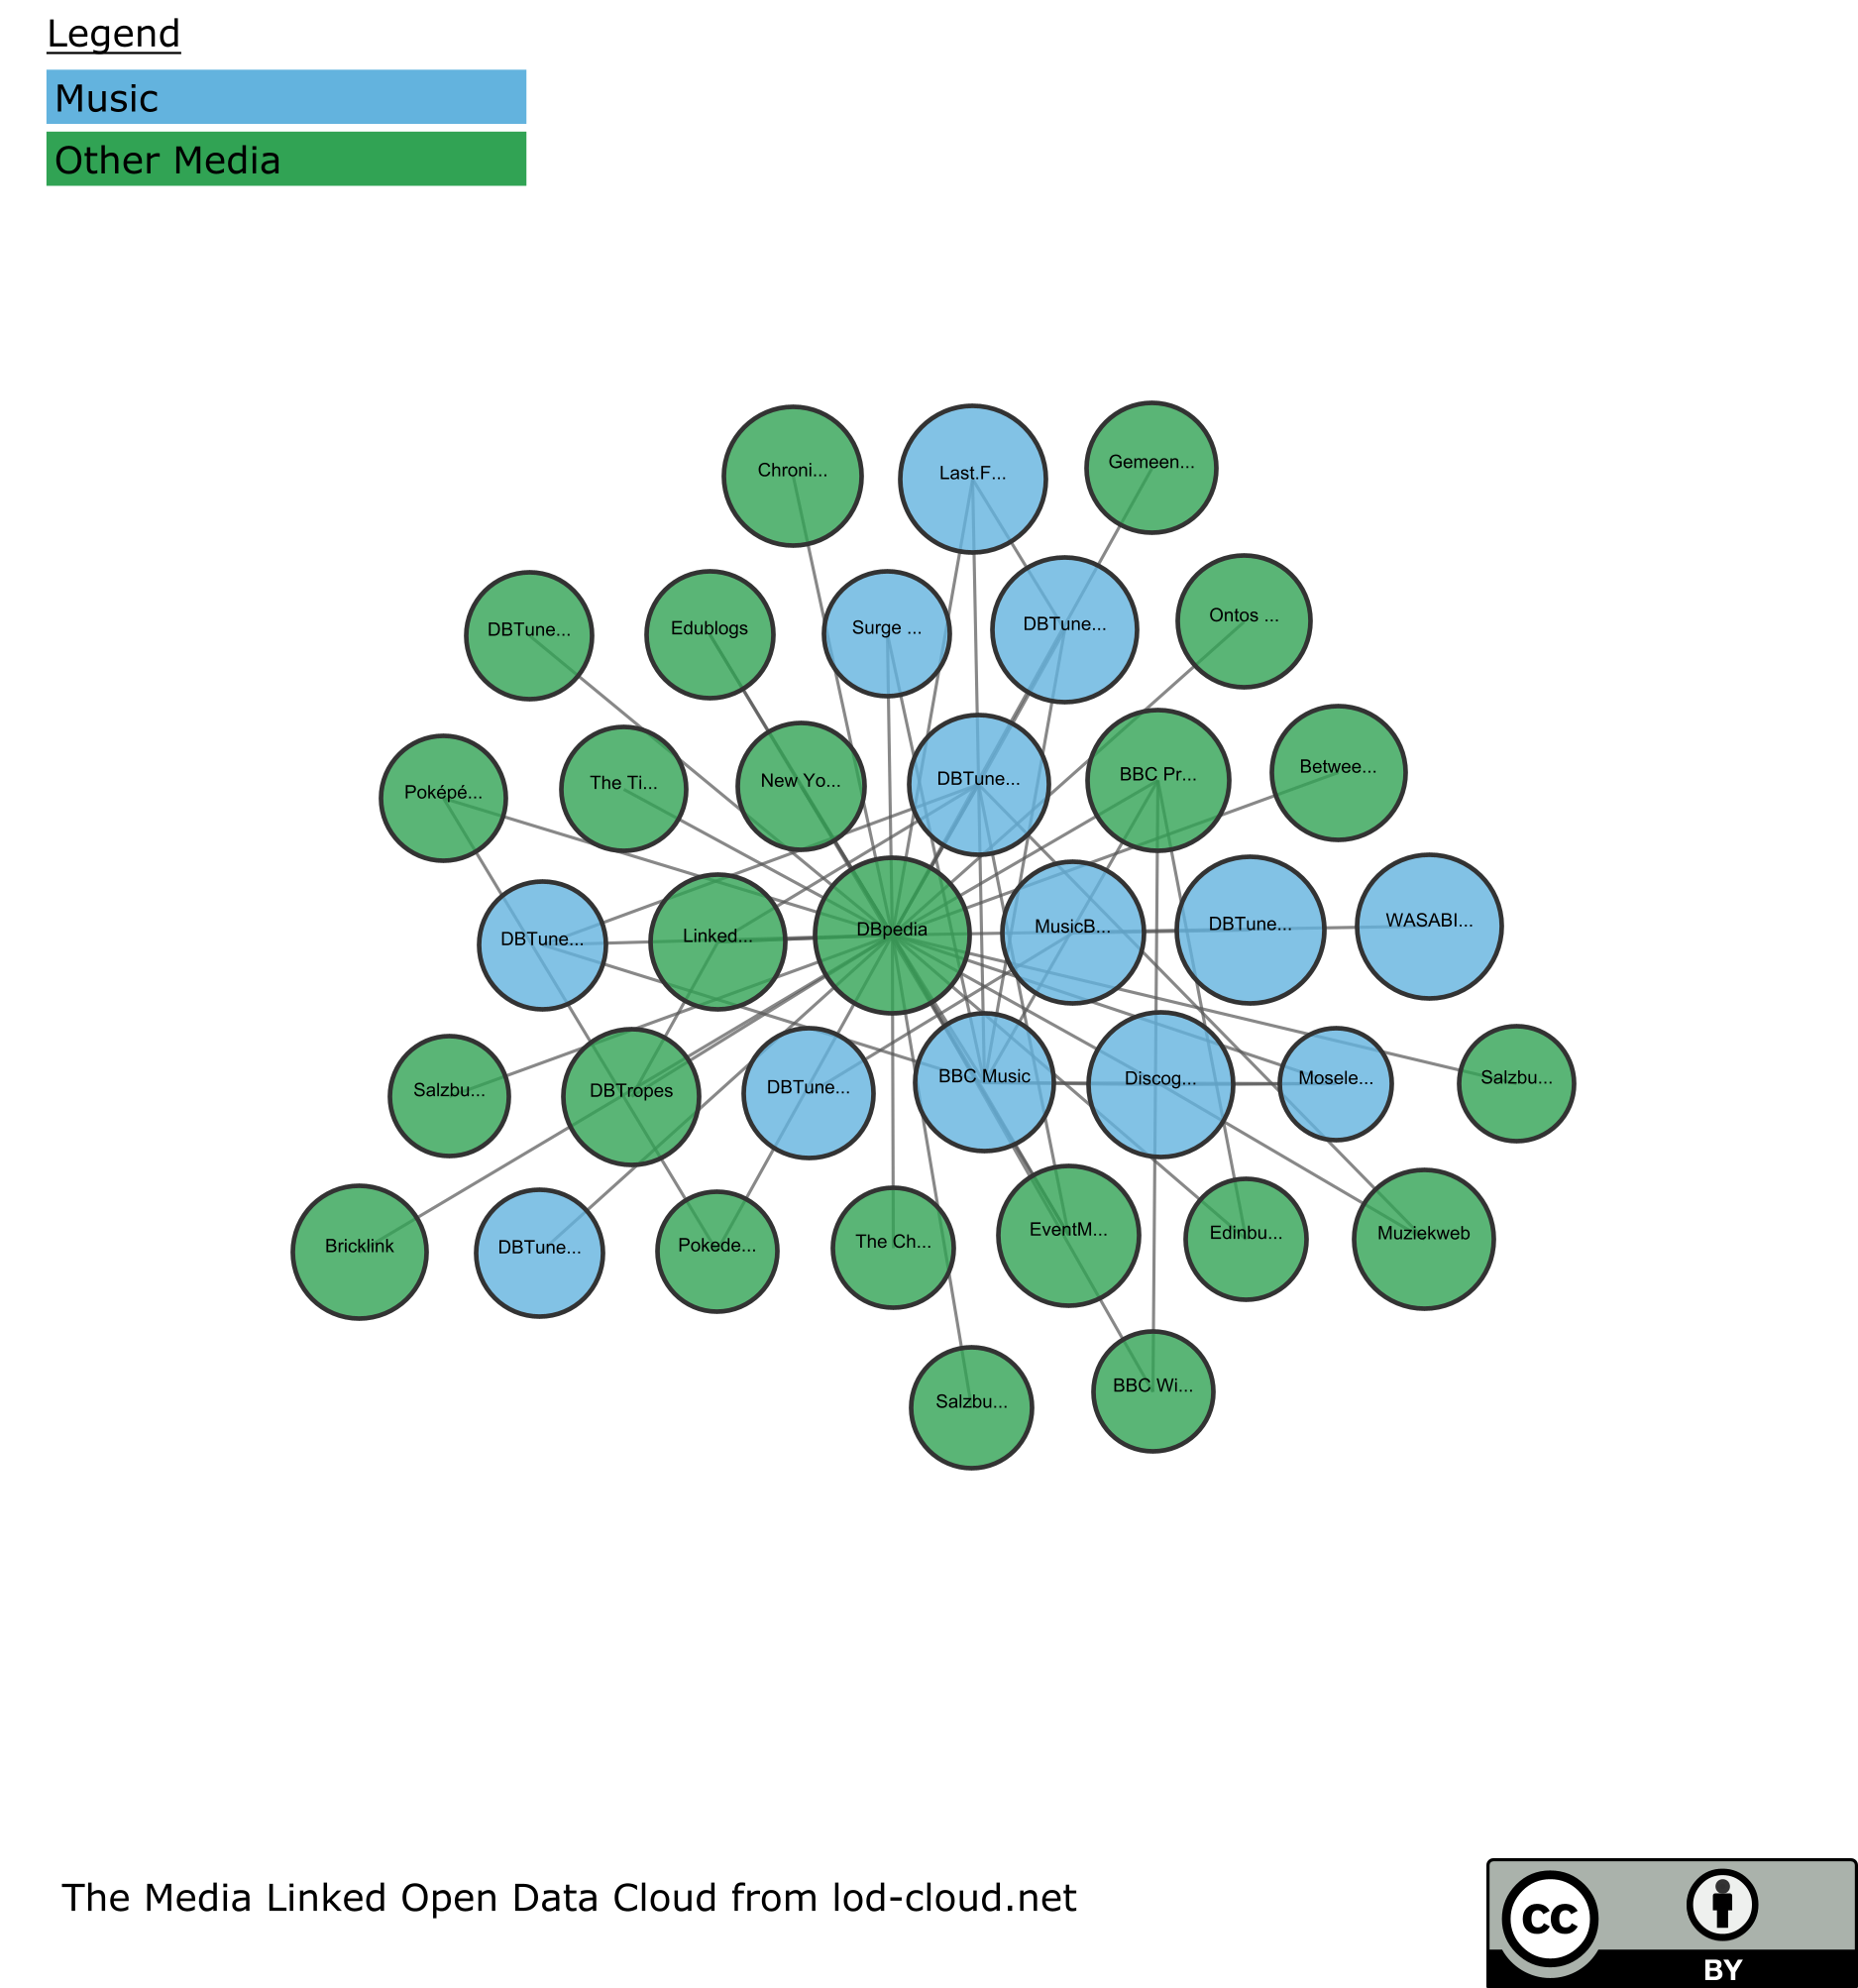 Legend
Music
Other Media
Chroni...
Last.F...
Gemeen...
DBTune...
Edublogs
Surge ...
DBTune...
Ontos ...
Poképé...
The Ti...
New Yo...
DBTune...
BBC Pr...
Betwee...
DBTune...
Linked...
DBpedia
MusicB...
DBTune...
WASABI...
Salzbu...
DBTropes
DBTune...
BBC Music
Discog...
Mosele...
Salzbu...
Bricklink
DBTune...
Pokede...
The Ch...
EventM...
Edinbu...
Muziekweb
Salzbu...
BBC Wi...
The Media Linked Open Data Cloud from lod-cloud.net
cc
BY